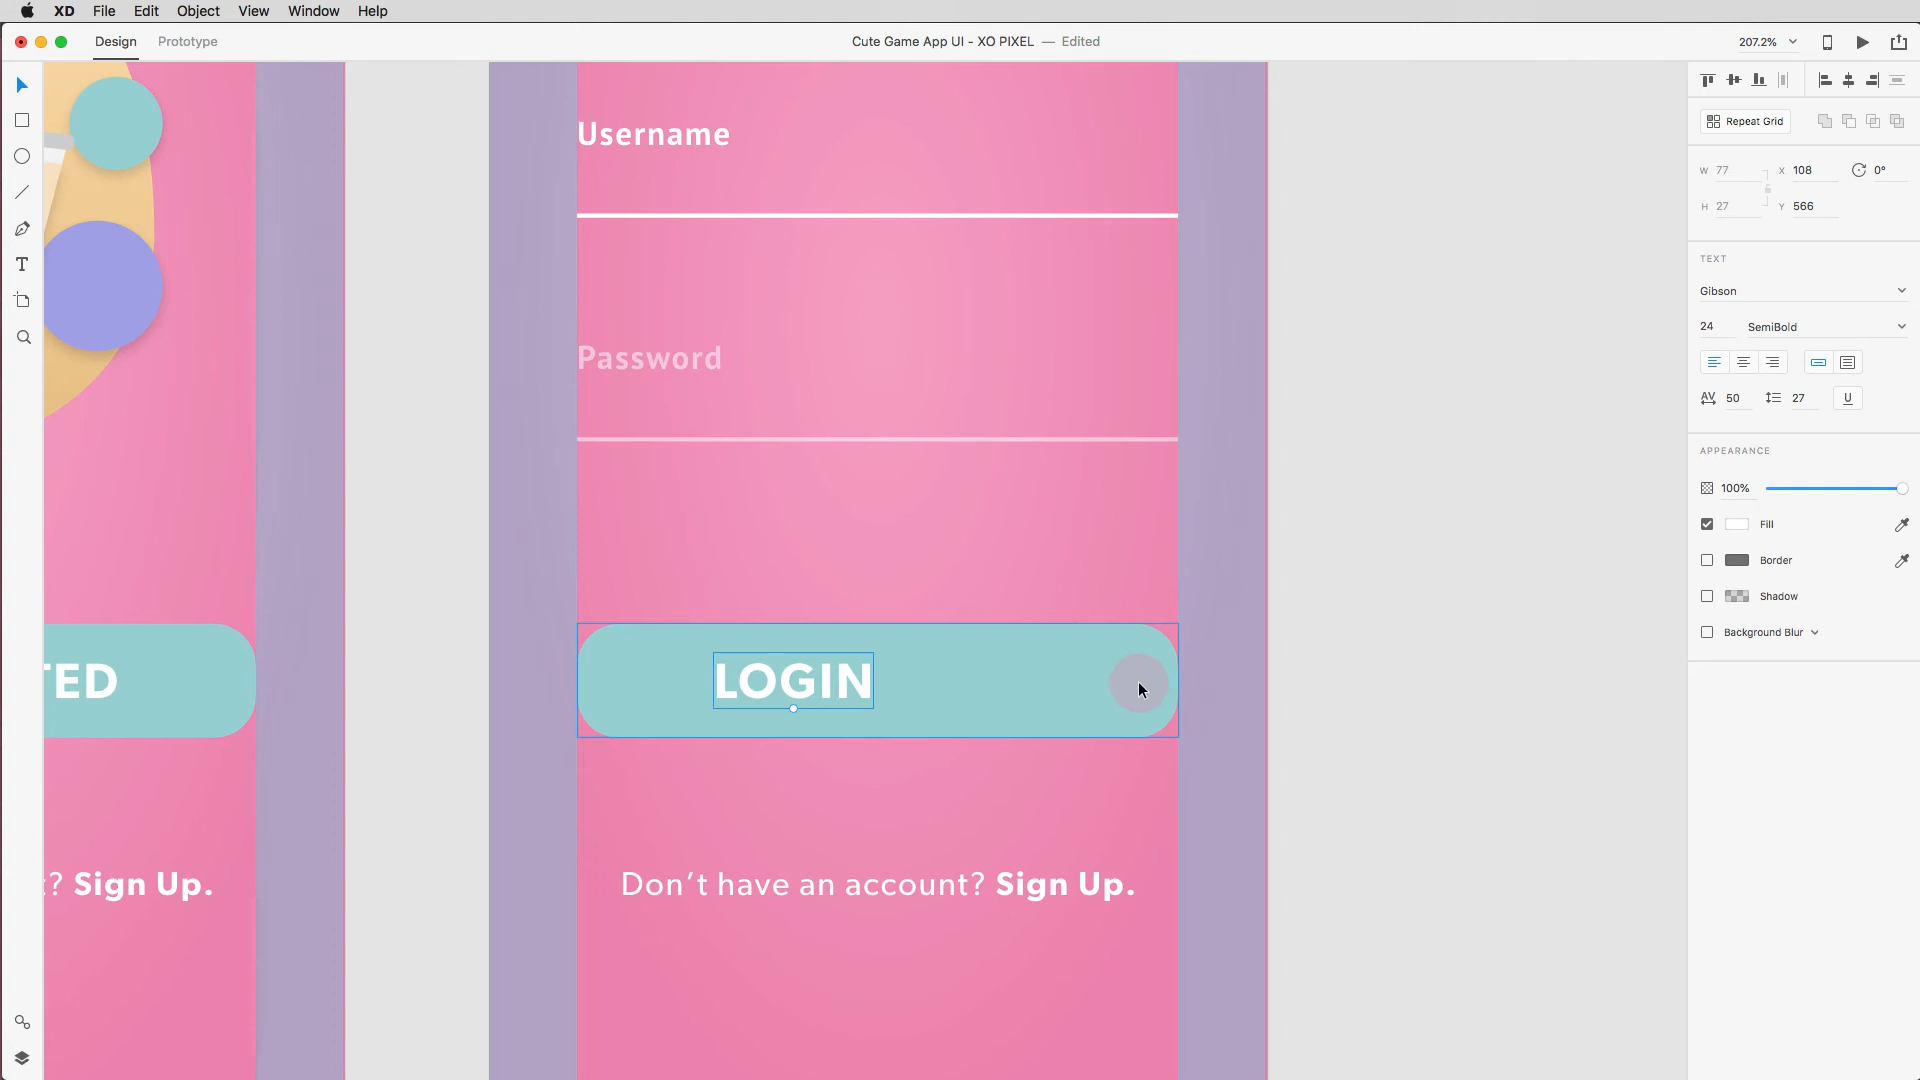 XD File Edit Object View Window Help
Design Prototype
Cute Game App UI - XO PIXEL — Edited
207.2%
Repeat Grid
W 77 X 108 0°
H 27 Y 566
TEXT
Gibson
24 SemiBold
AV 50 27 U
APPEARANCE
100%
Fill
Border
Shadow
Background Blur
T
Username
Password
TED
LOGIN
? Sign Up.
Don't have an account? Sign Up.